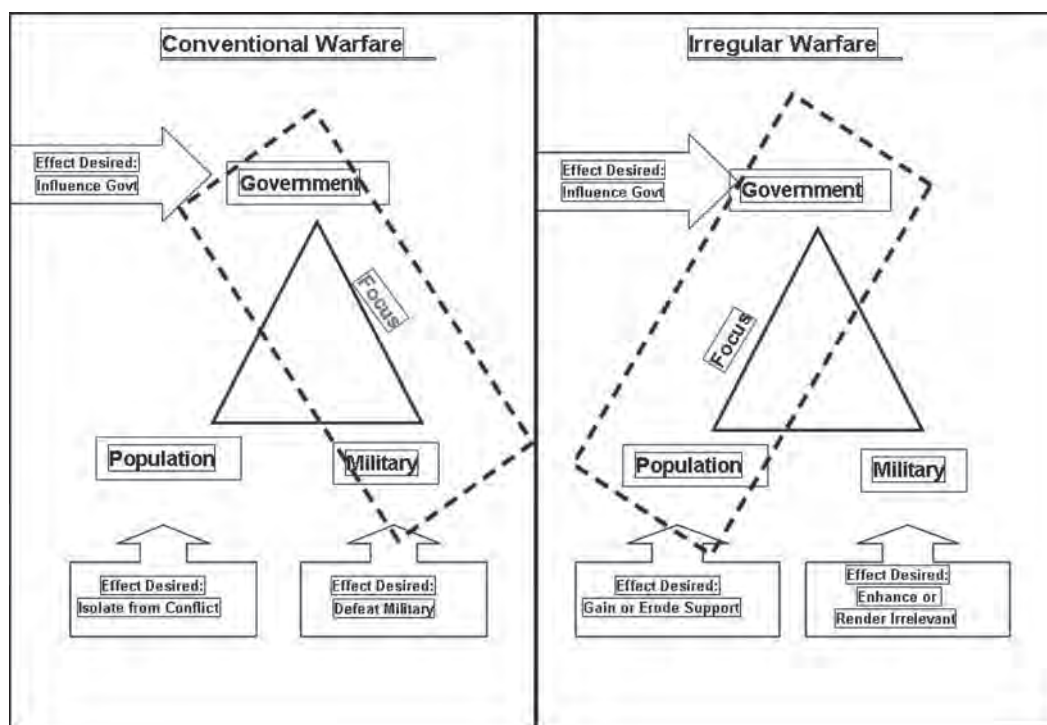 Conventional Warfare
Effect Desired:
Influence Govt
Government
Focus
Population
Military
Effect Desired:
Isolate from Conflict
Effect Desired:
Defeat Military
Irregular Warfare
Effect Desired:
Influence Govt
Government
Focus
Population
Military
Effect Desired:
Gain or Erode Support
Effect Desired:
Enhance or
Render Irrelevant